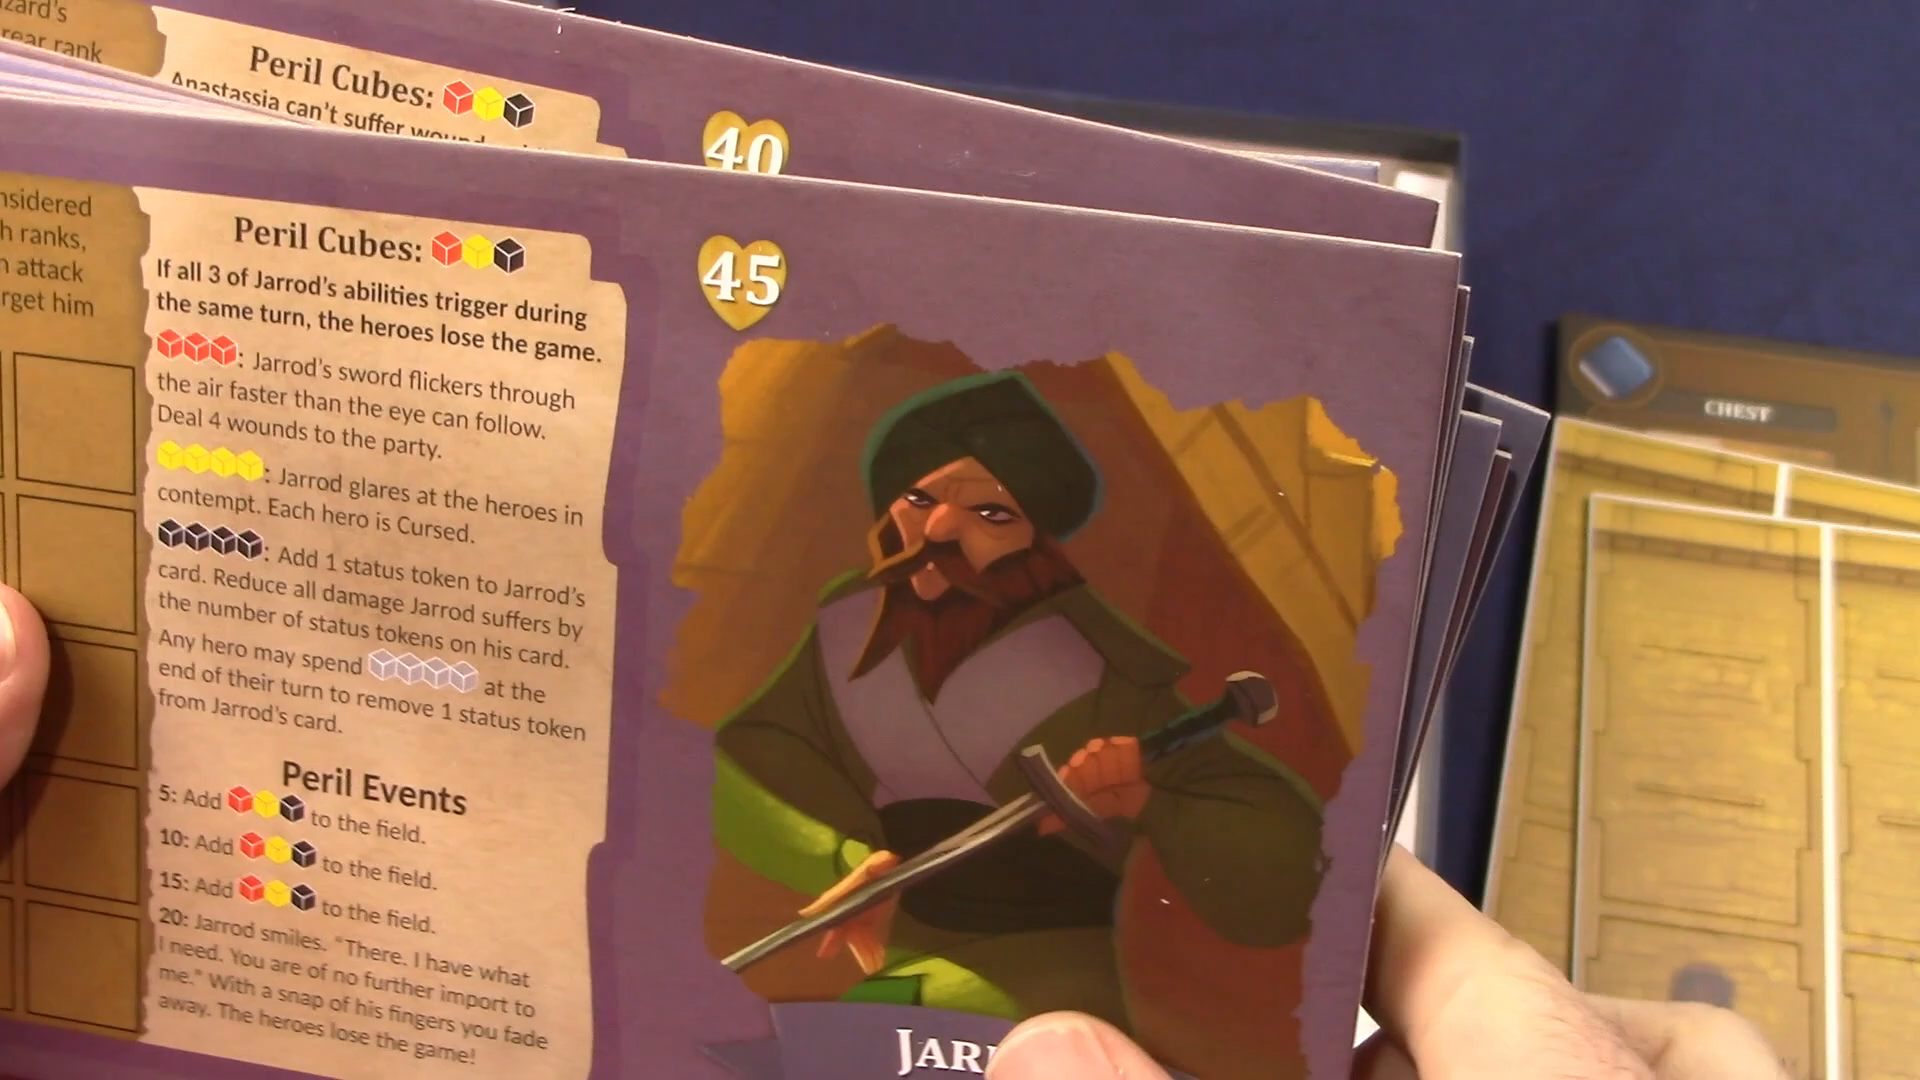 zard's
rear rank
Peril Cubes:
Anastassia can't suffer
40
nsidered
h ranks,
n attack
rget him
Peril Cubes:
If all 3 of Jarrod's abilities trigger during
the same turn, the heroes lose the game.
: Jarrod's sword flickers through
the air faster than the eye can follow.
Deal 4 wounds to the party.
: Jarrod glares at the heroes in
contempt. Each hero is Cursed.
: Add 1 status token to Jarrod's
card. Reduce all damage Jarrod suffers by
the number of status tokens on his card.
Any hero may spend at the
end of their turn to remove 1 status token
from Jarrod's card.
Peril Events
5: Add to the field.
10: Add to the field.
15: Add to the field.
20: Jarrod smiles. "There. I have what
I need. You are of no further import to
me." With a snap of his fingers you fade
away. The heroes lose the game!
45
JAR
CHEST